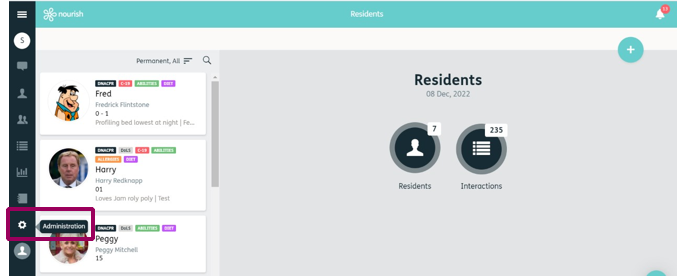 nourish
Residents
13
S
Permanent, All
DNACPR C-19 ABILITIES DIET
Fred
Fredrick Flintstone
0 - 1
Profiling bed lowest at night | Fe...
DNACPR DoLS C-19 ABILITIES
ALLERGIES DIET
Harry
Harry Redknapp
01
Loves Jam roly poly | Test
DNACPR DoLS ABILITIES DIET
Peggy
Peggy Mitchell
15
Administration
Residents
08 Dec, 2022
7
235
Residents
Interactions